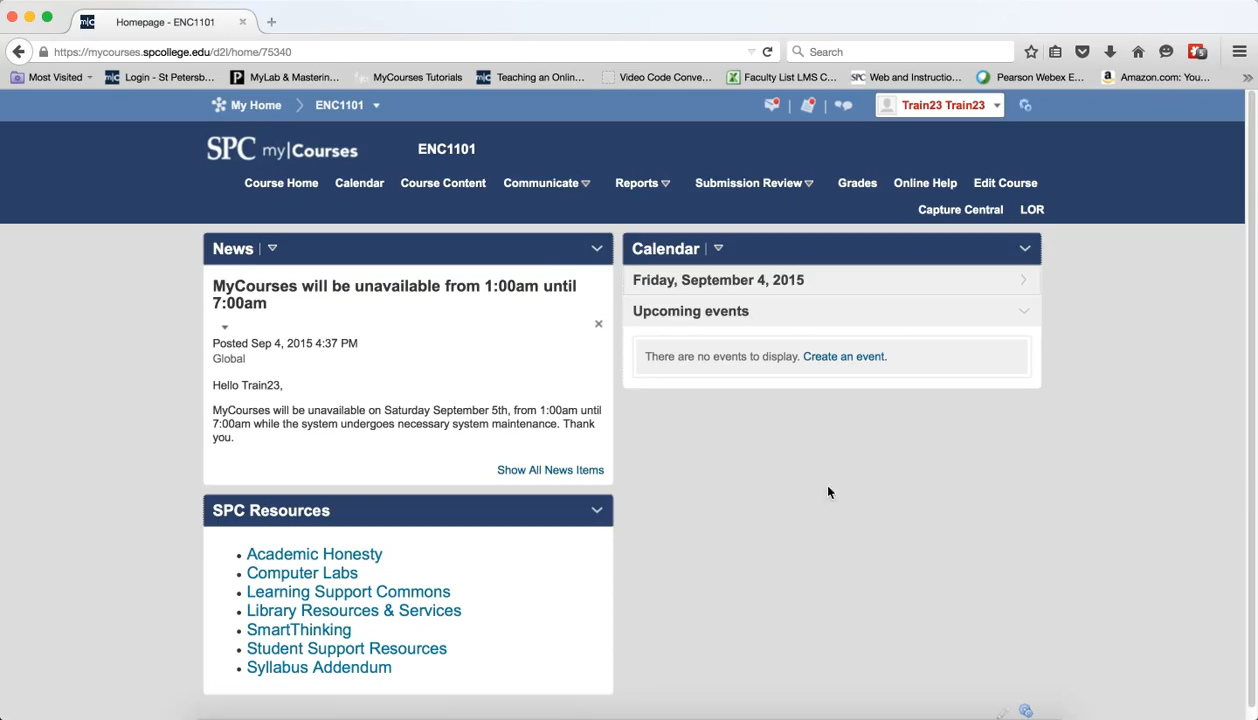 Homepage - ENC1101
https://mycourses.spcollege.edu/d2l/home/75340
Search
Most Visited
Login - St Petersb...
MyLab & Mastering...
MyCourses Tutorials
Teaching an Onlin...
Video Code Conve...
Faculty List LMS C...
SPC Web and Instructio...
Pearson Webex E...
Amazon.com: You...
My Home
ENC1101
Train23 Train23
SPC my|Courses
ENC1101
Course Home
Calendar
Course Content
Communicate
Reports
Submission Review
Grades
Online Help
Edit Course
Capture Central
LOR
News
MyCourses will be unavailable from 1:00am until
7:00am
Posted Sep 4, 2015 4:37 PM
Global
Hello Train23,
MyCourses will be unavailable on Saturday September 5th, from 1:00am until
7:00am while the system undergoes necessary system maintenance. Thank
you.
Show All News Items
Calendar
Friday, September 4, 2015
Upcoming events
There are no events to display. Create an event.
SPC Resources
Academic Honesty
Computer Labs
Learning Support Commons
Library Resources & Services
SmartThinking
Student Support Resources
Syllabus Addendum